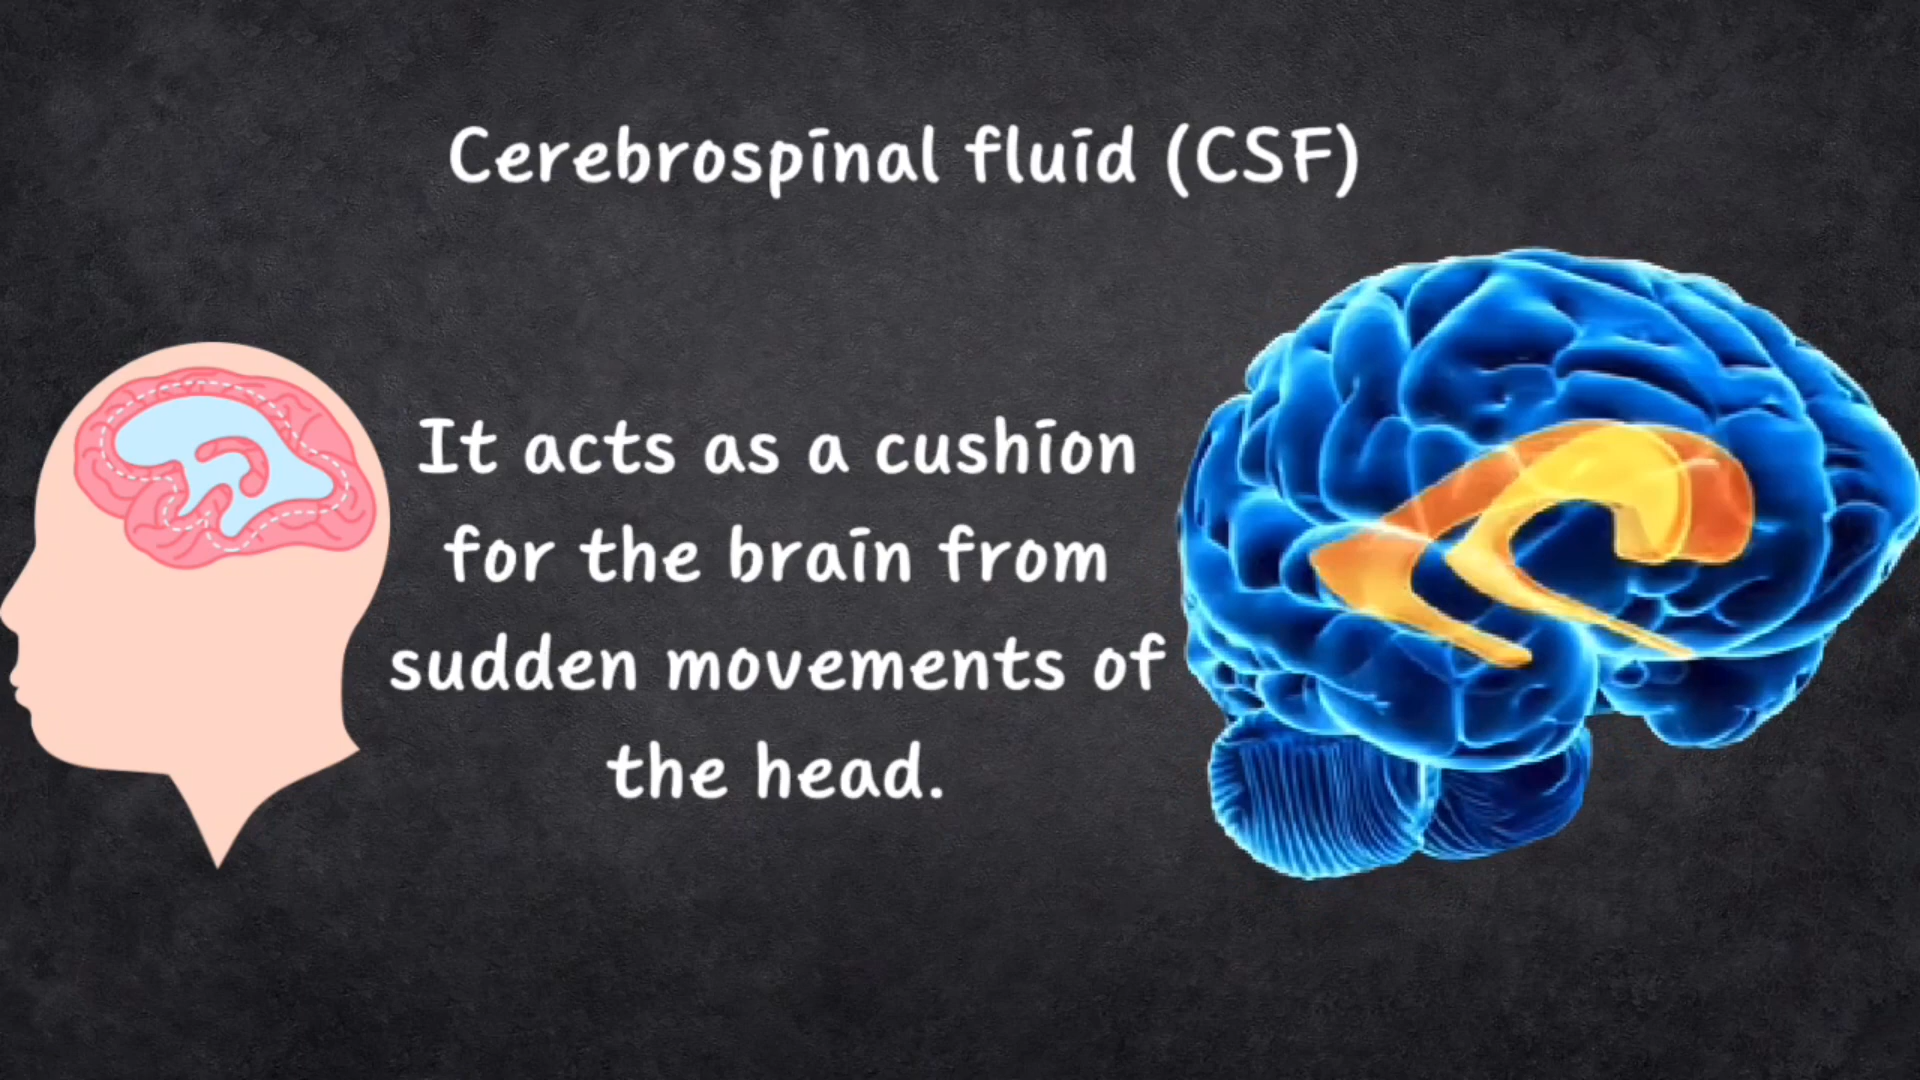 Cerebrospinal fluid (CSF)
It acts as a cushion
for the brain from
sudden movements of
the head.